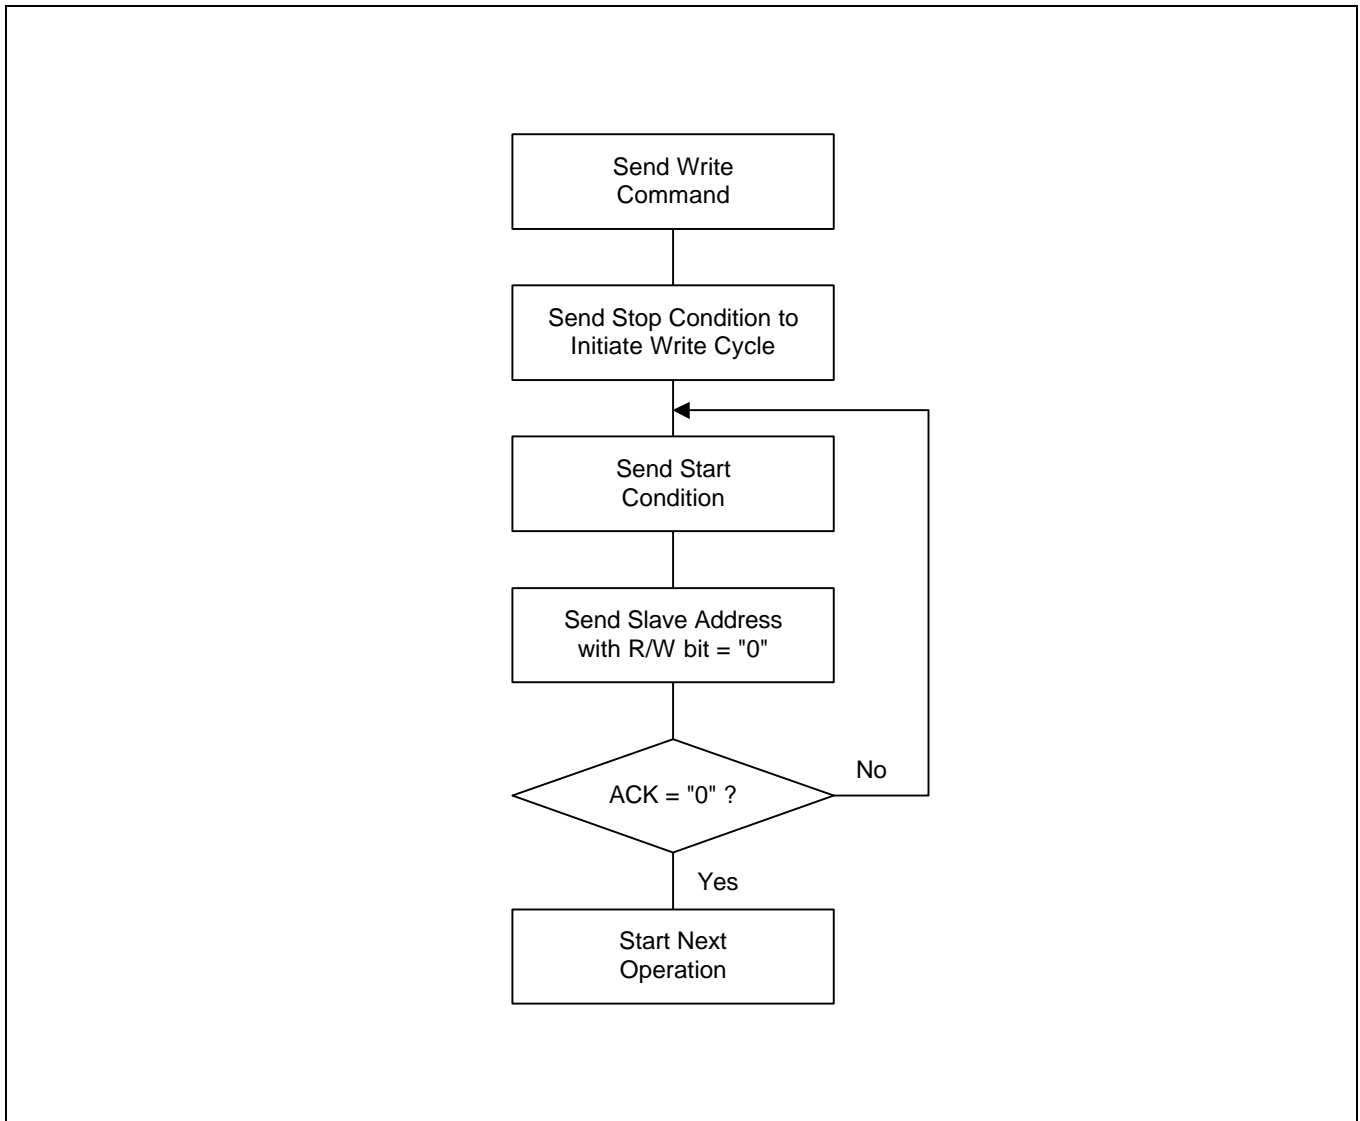 Send Write
Command
Send Stop Condition to
Initiate Write Cycle
Send Start
Condition
Send Slave Address
with R/W bit = "0"
ACK = "0" ?
No
Yes
Start Next
Operation